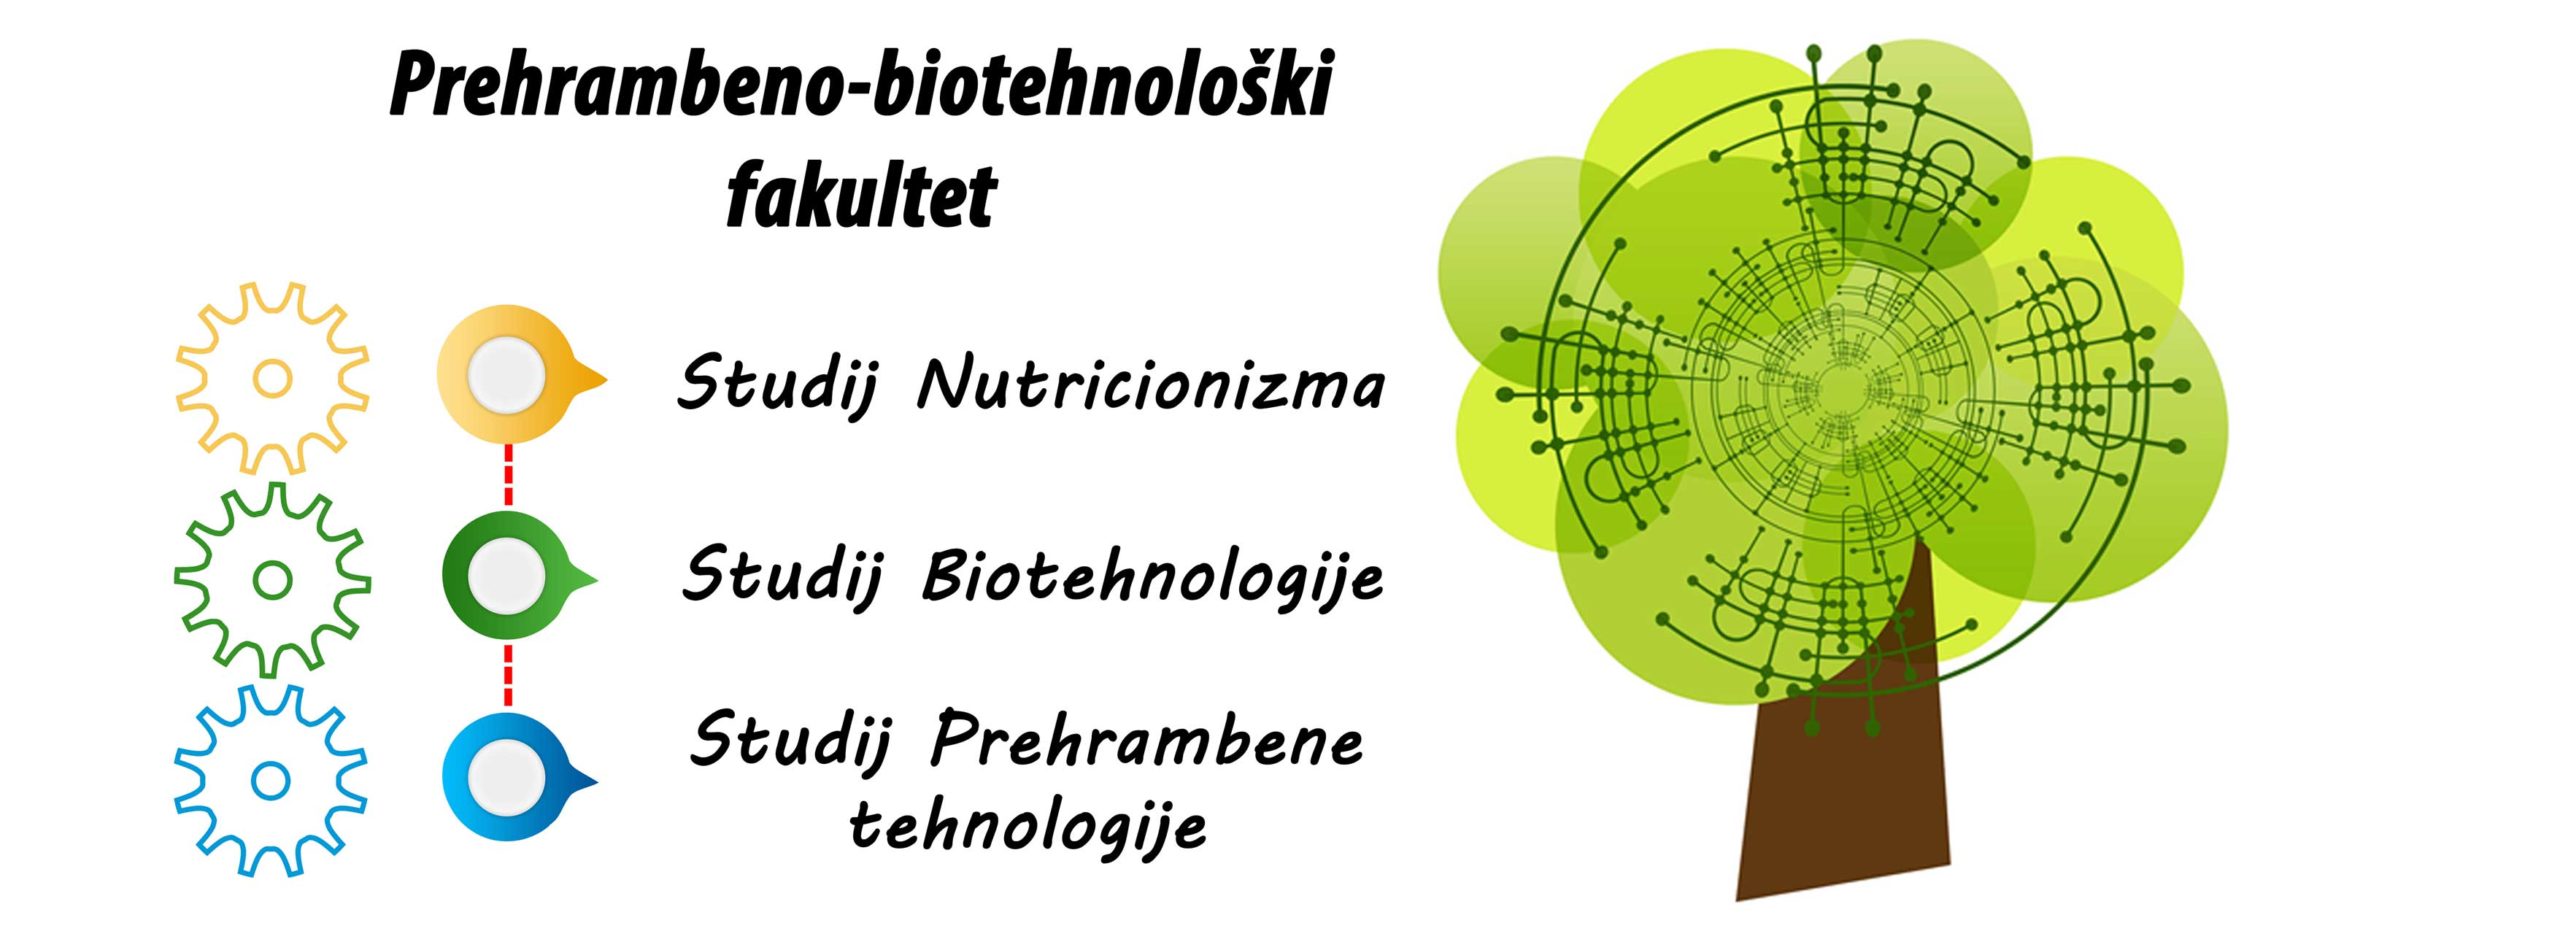 Prehrambeno-biotehnološki
fakultet
Studij Nutricionizma
Studij Biotehnologije
Studij Prehrambene
tehnologije